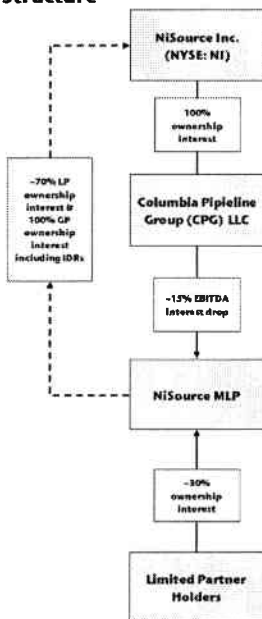 structure
NiSource Inc.
(NYSE: NI)
100%
ownership
interest
~70% LP
ownership
interest &
100% GP
ownership
interest
including IDRs
Columbia Pipieline
Group (CPG) LLC
~15% EBITDA
Interest drop
NiSource MLP
~30%
ownership
interest
Limited Partner
Holders